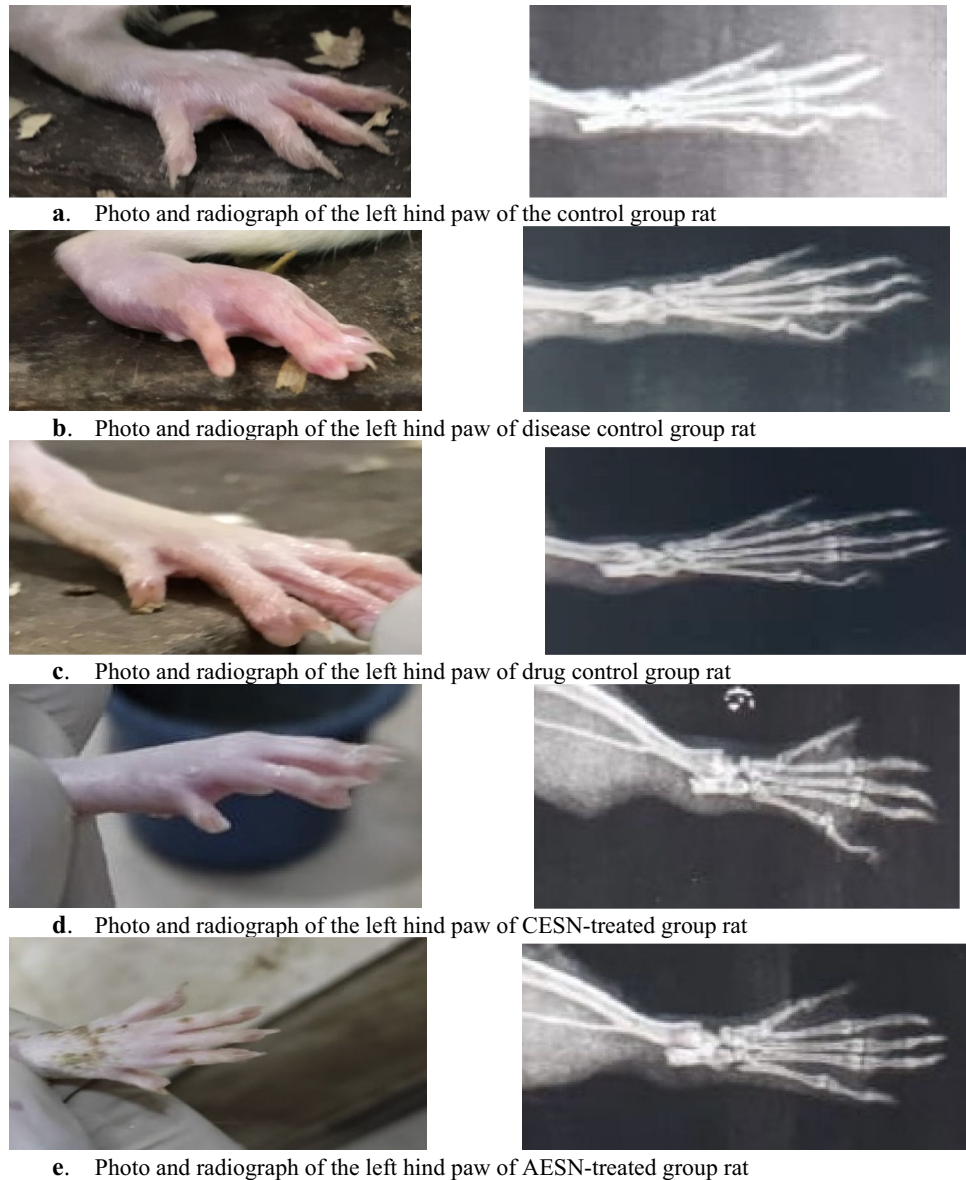 a. Photo and radiograph of the left hind paw of the control group rat
b. Photo and radiograph of the left hind paw of disease control group rat
c. Photo and radiograph of the left hind paw of drug control group rat
d. Photo and radiograph of the left hind paw of CESN-treated group rat
e. Photo and radiograph of the left hind paw of AESN-treated group rat